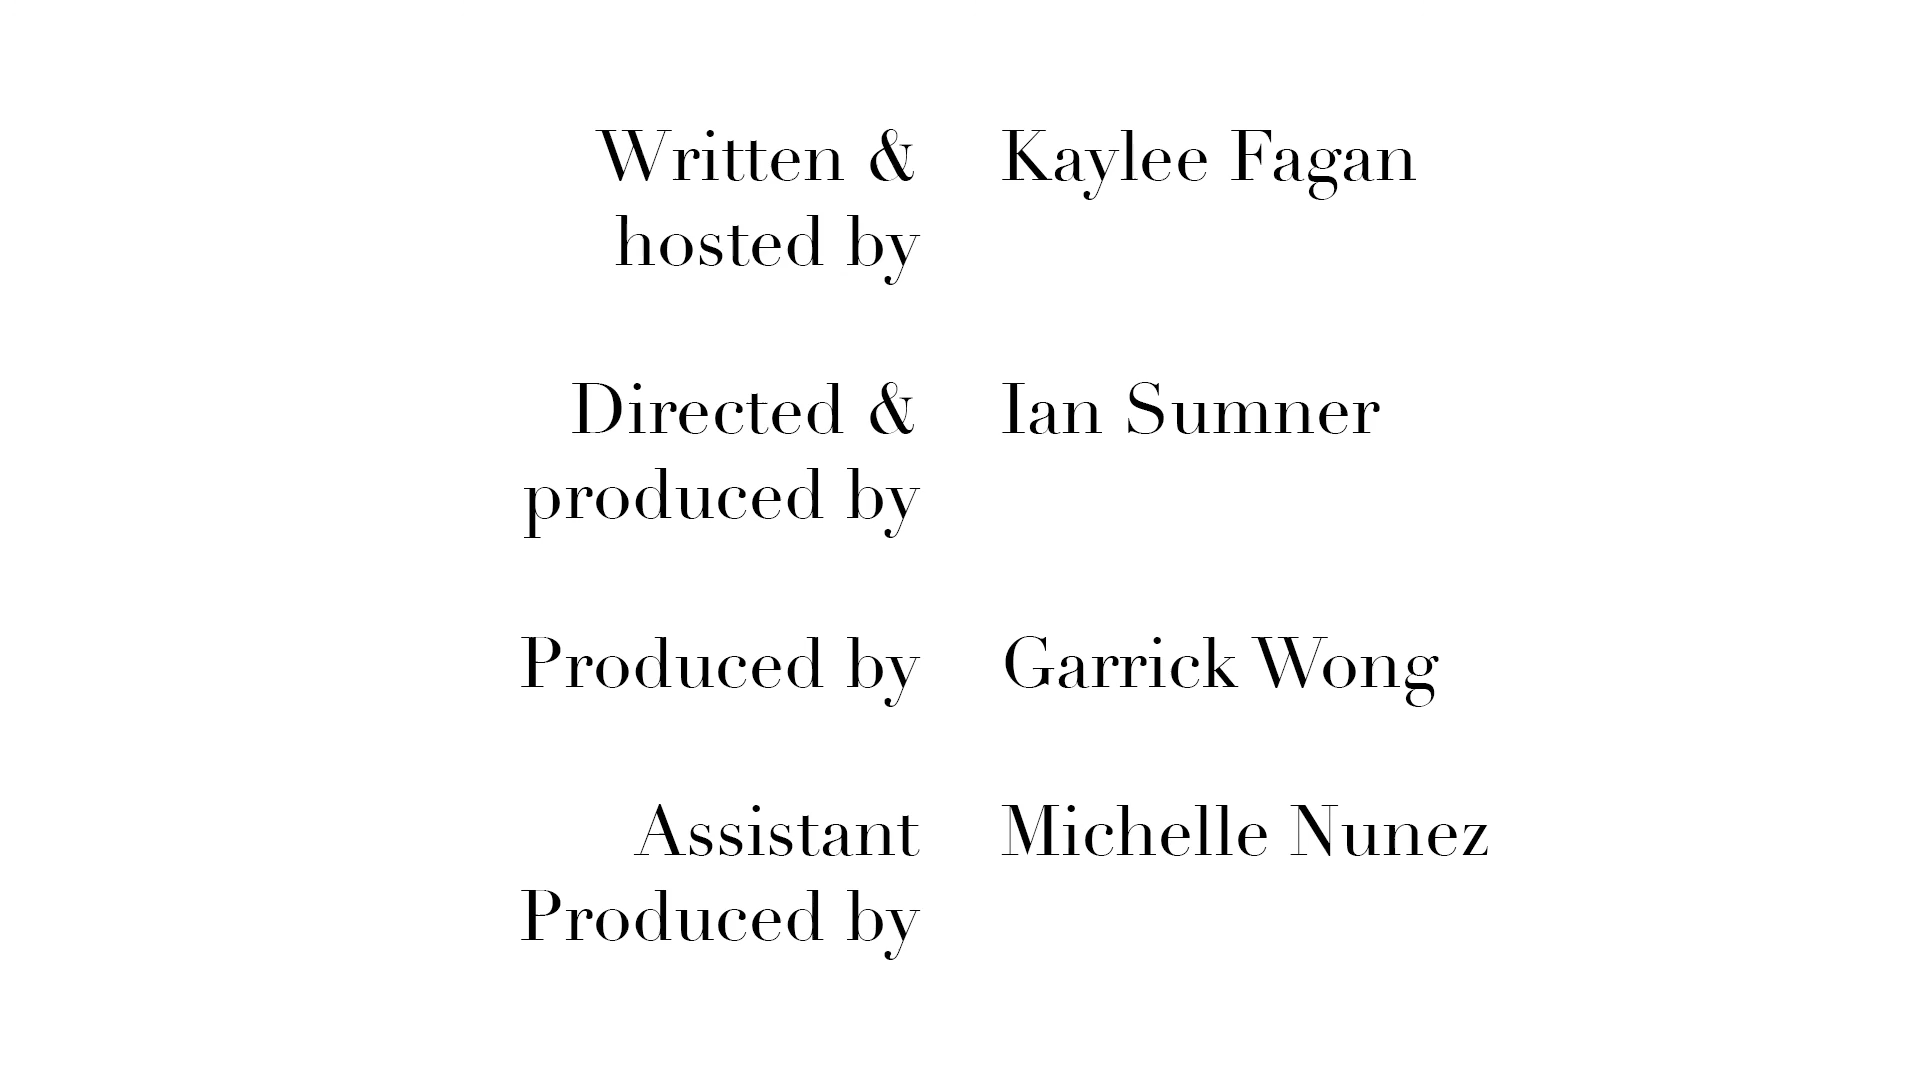 Written & Kaylee Fagan
hosted by
Directed & Ian Sumner
produced by
Produced by Garrick Wong
Assistant Michelle Nunez
Produced by